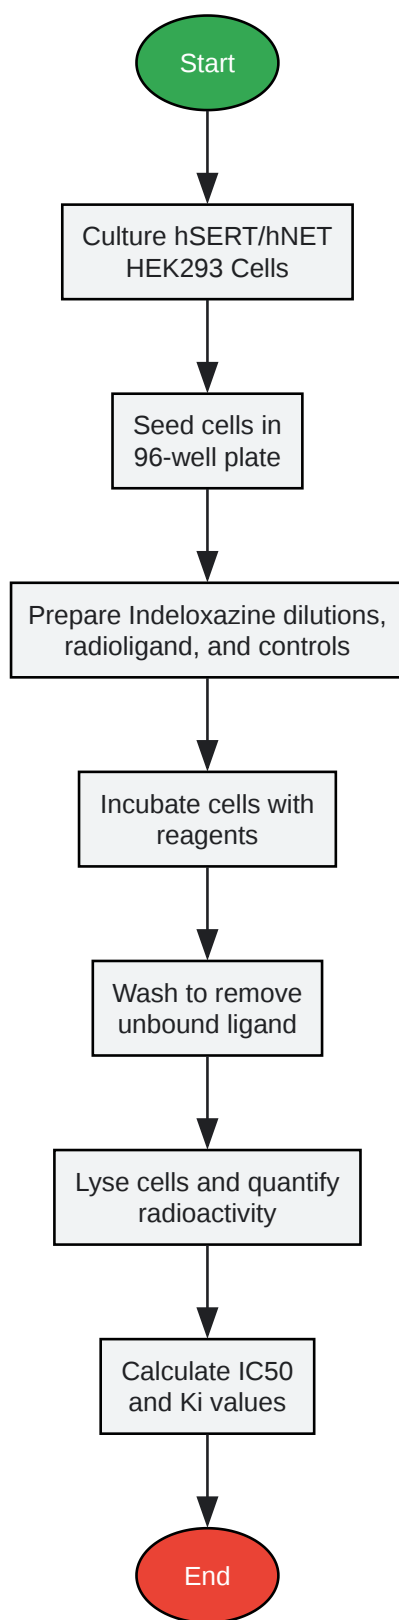 Start
Culture hSERT/hNET
HEK293 Cells
Seed cells in
96-well plate
Prepare Indeloxazine dilutions,
radioligand, and controls
Incubate cells with
reagents
Wash to remove
unbound ligand
Lyse cells and quantify
radioactivity
Calculate IC50
and Ki values
End